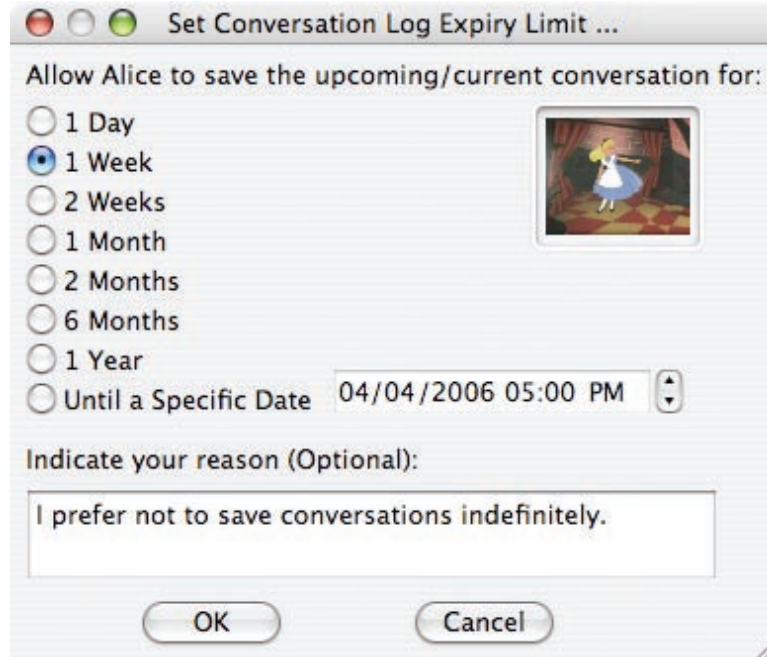 Set Conversation Log Expiry Limit ...
Allow Alice to save the upcoming/current conversation for:
1 Day
1 Week
2 Weeks
1 Month
2 Months
6 Months
1 Year
Until a Specific Date 04/04/2006 05:00 PM
Indicate your reason (Optional):
I prefer not to save conversations indefinitely.
OK Cancel